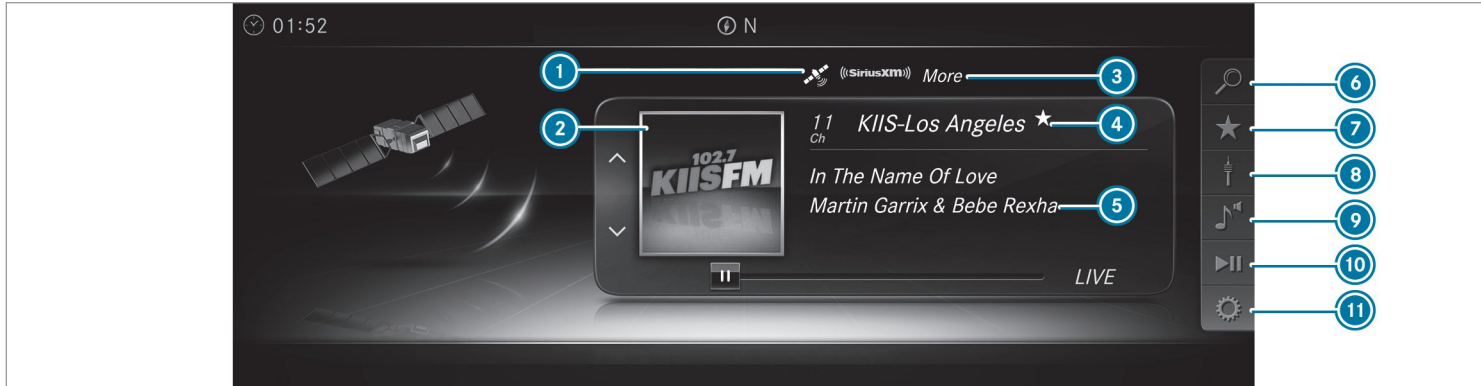 01:52
N
1
((SiriusXM))
More
3
6
2
11
Ch
KIIS-Los Angeles
4
7
102.7
KIISFM
In The Name Of Love
8
Martin Garrix & Bebe Rexha
5
9
LIVE
10
11